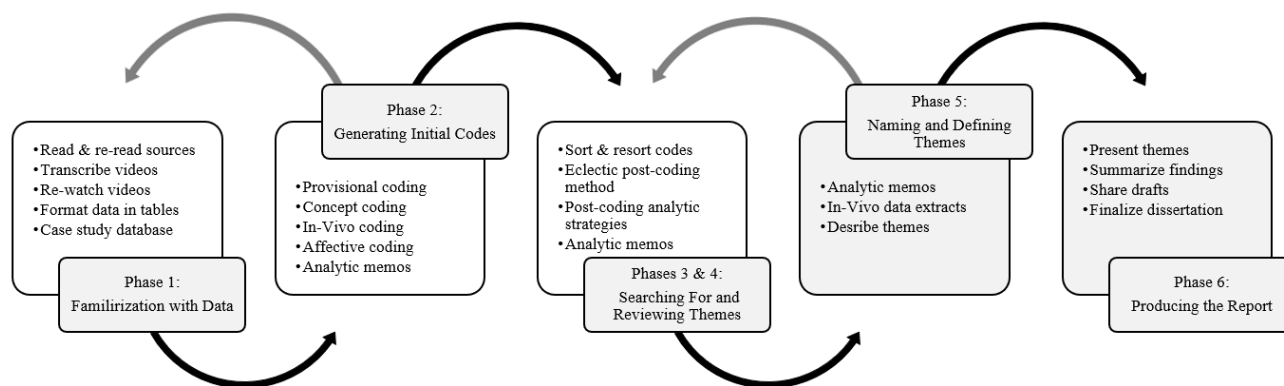 •Read & re-read sources
•Transcribe videos
•Re-watch videos
•Format data in tables
•Case study database
Phase 1:
Familirization with Data
Phase 2:
Generating Initial Codes
•Provisional coding
•Concept coding
•In-Vivo coding
•Affective coding
•Analytic memos
•Sort & resort codes
•Eclectic post-coding
method
•Post-coding analytic
strategies
•Analytic memos
Phases 3 & 4:
Searching For and
Reviewing Themes
Phase 5:
Naming and Defining
Themes
•Analytic memos
•In-Vivo data extracts
•Desribe themes
•Present themes
•Summarize findings
•Share drafts
•Finalize dissertation
Phase 6:
Producing the Report